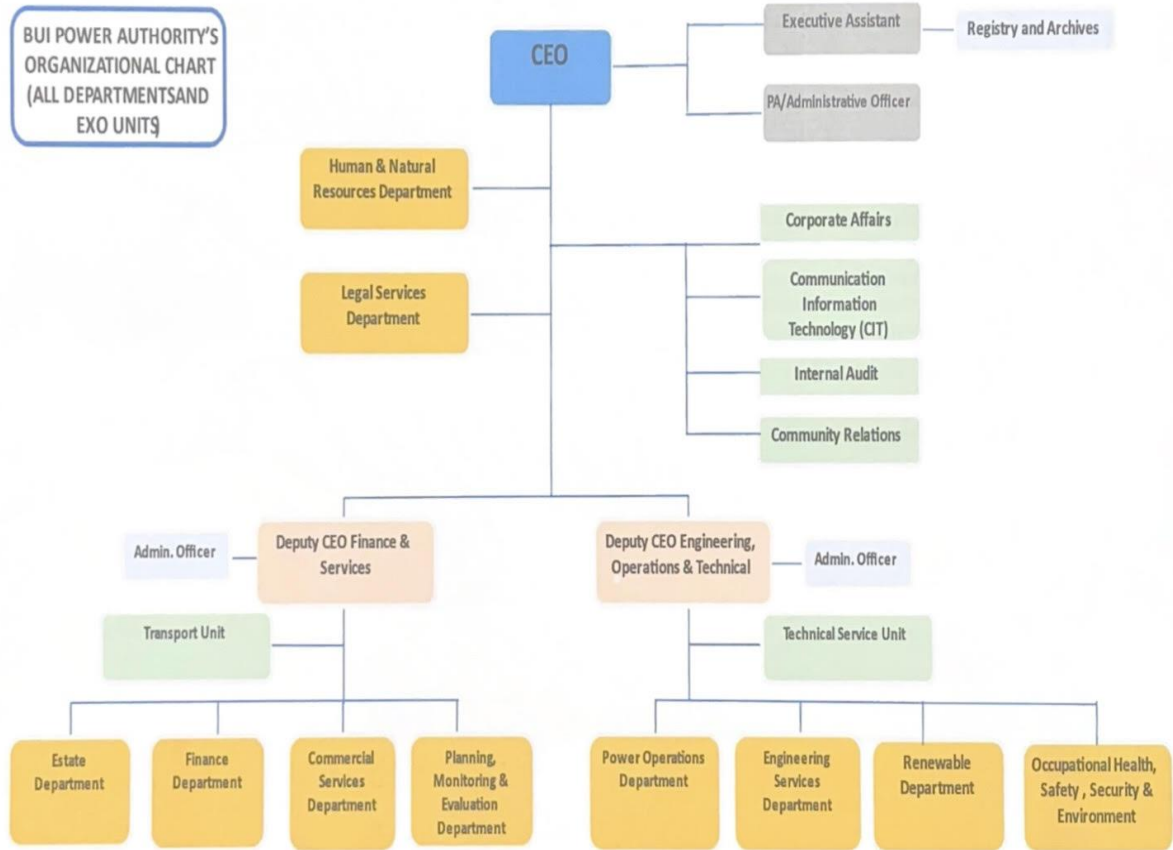 BUI POWER AUTHORITY'S
ORGANIZATIONAL CHART
(ALL DEPARTMENTSAND
EXO UNITS)
CEO
Executive Assistant
Registry and Archives
PA/Administrative Officer
Human & Natural
Resources Department
Legal Services
Department
Corporate Affairs
Communication
Information
Technology (CIT)
Internal Audit
Community Relations
Admin. Officer
Deputy CEO Finance &
Services
Deputy CEO Engineering,
Operations & Technical
Admin. Officer
Transport Unit
Technical Service Unit
Estate
Department
Finance
Department
Commercial
Services
Department
Planning,
Monitoring &
Evaluation
Department
Power Operations
Department
Engineering
Services
Department
Renewable
Department
Occupational Health,
Safety , Security &
Environment